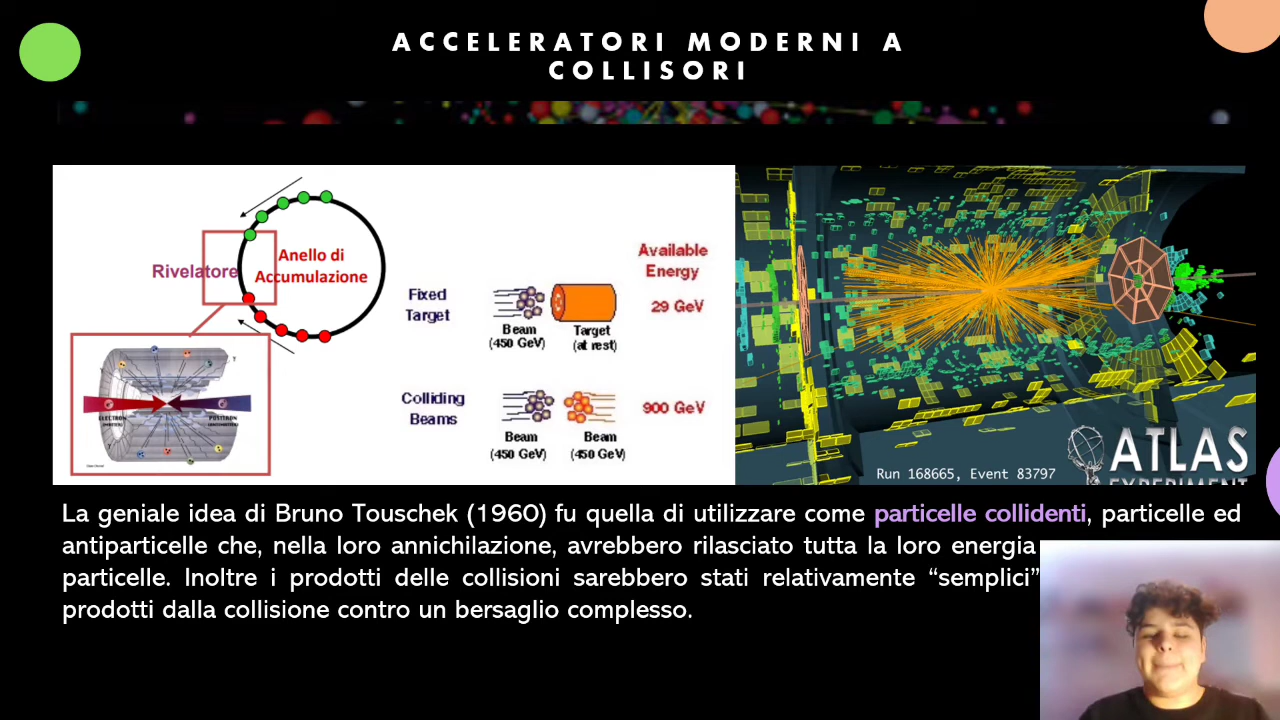 ACCELERATORI MODERNI A
COLLISORI
Anello di
Accumulazione
Rivelatore
ELECTRON
POSITRON
Fixed
Target
Beam
(450 GeV)
Target
(at rest)
Available
Energy
29 GeV
Colliding
Beams
Beam
(450 GeV)
Beam
(450 GeV)
900 GeV
Run 168665, Event 83797
ATLAS
EXPERIMENT
La geniale idea di Bruno Touschek (1960) fu quella di utilizzare come particelle collidenti, particelle ed
antiparticelle che, nella loro annichilazione, avrebbero rilasciato tutta la loro energia
particelle. Inoltre i prodotti delle collisioni sarebbero stati relativamente “semplici”
prodotti dalla collisione contro un bersaglio complesso.